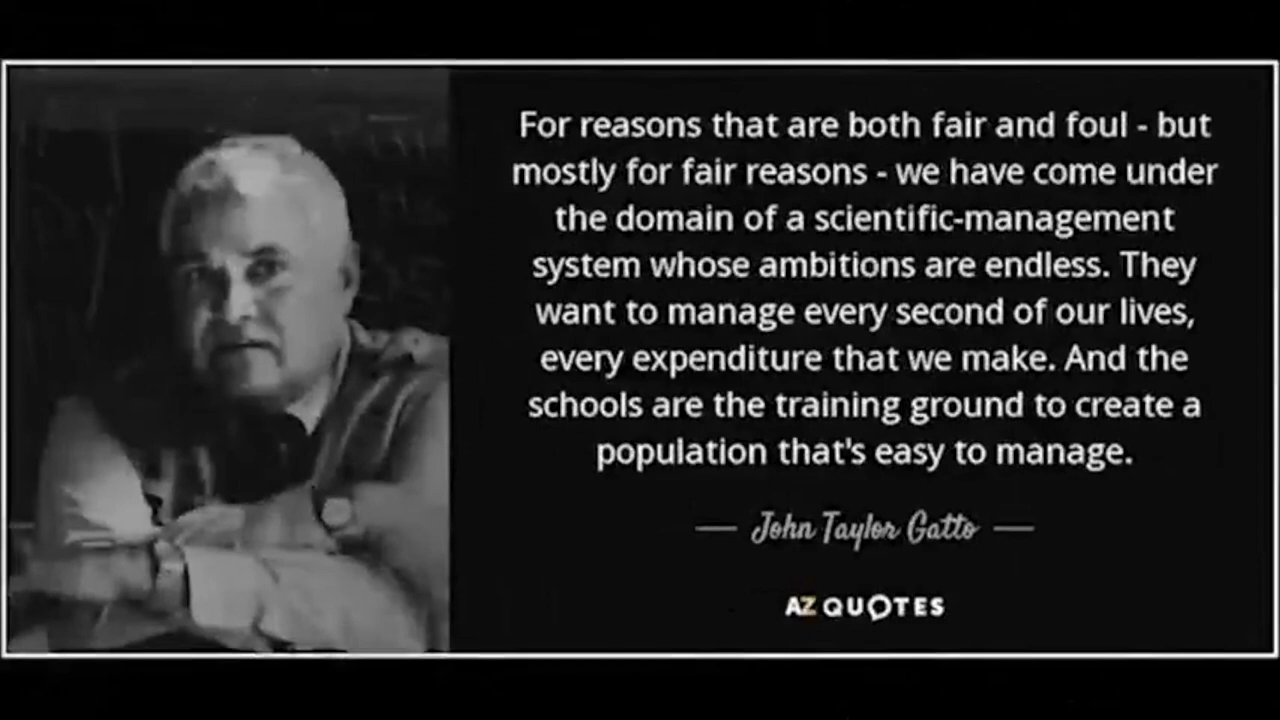 For reasons that are both fair and foul - but
mostly for fair reasons - we have come under
the domain of a scientific-management
system whose ambitions are endless. They
want to manage every second of our lives,
every expenditure that we make. And the
schools are the training ground to create a
population that's easy to manage.
— John Taylor Gatto —
AZ QUOTES